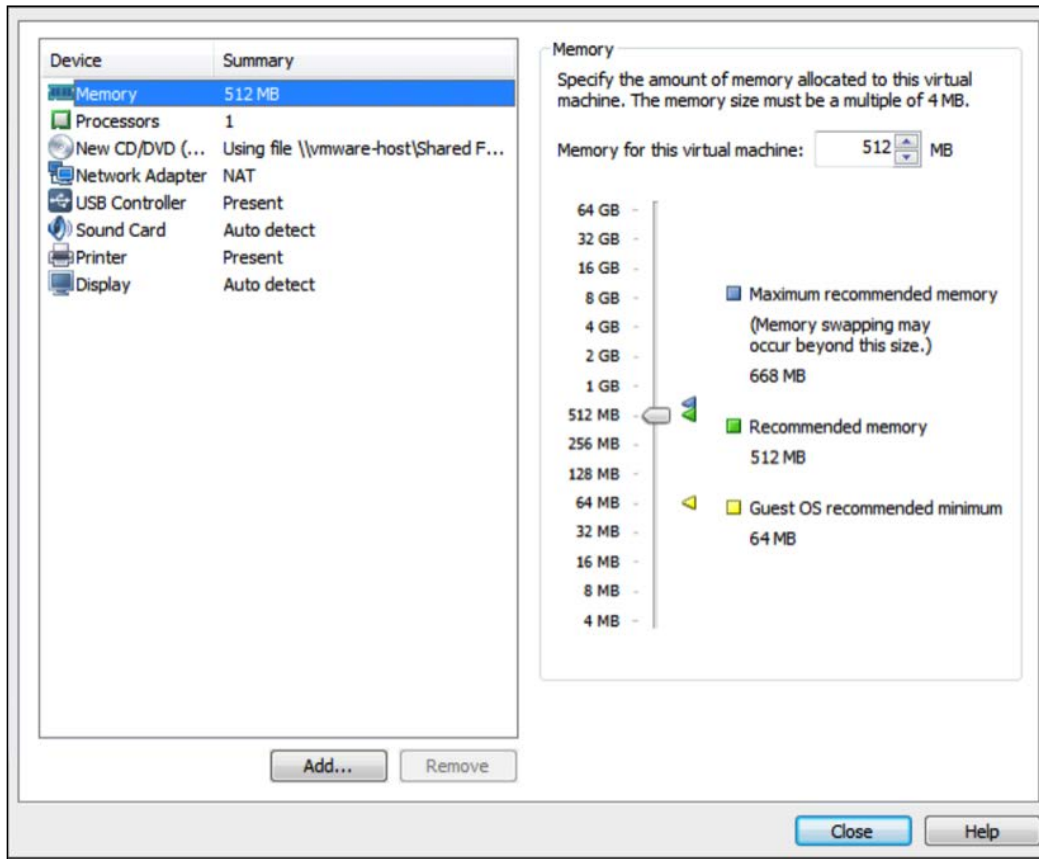 Device Summary
Memory 512 MB
Processors 1
New CD/DVD (... Using file \\vmware-host\Shared F...
Network Adapter NAT
USB Controller Present
Sound Card Auto detect
Printer Present
Display Auto detect
Add...
Remove
Memory
Specify the amount of memory allocated to this virtual
machine. The memory size must be a multiple of 4 MB.
Memory for this virtual machine: 512 MB
64 GB
32 GB
16 GB
8 GB
4 GB
2 GB
1 GB
512 MB
256 MB
128 MB
64 MB
32 MB
16 MB
8 MB
4 MB
Maximum recommended memory
(Memory swapping may
occur beyond this size.)
668 MB
Recommended memory
512 MB
Guest OS recommended minimum
64 MB
Close
Help